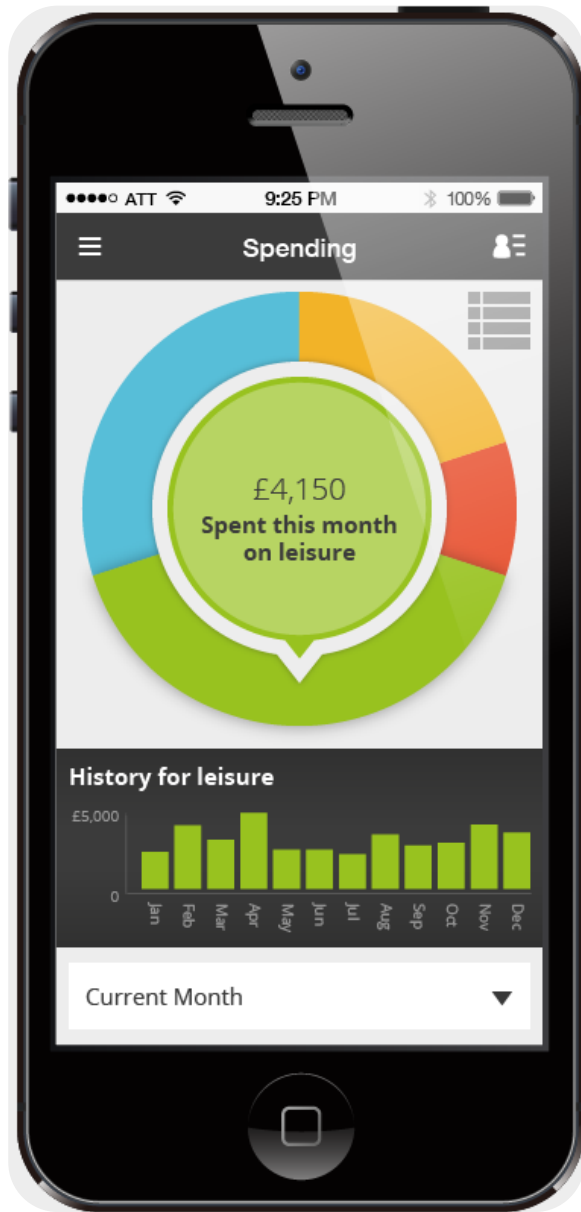 ATT 9:25 PM 100%
Spending
£4,150
Spent this month
on leisure
History for leisure
£5,000
0
Jan Feb Mar Apr May Jun Jul Aug Sep Oct Nov Dec
Current Month